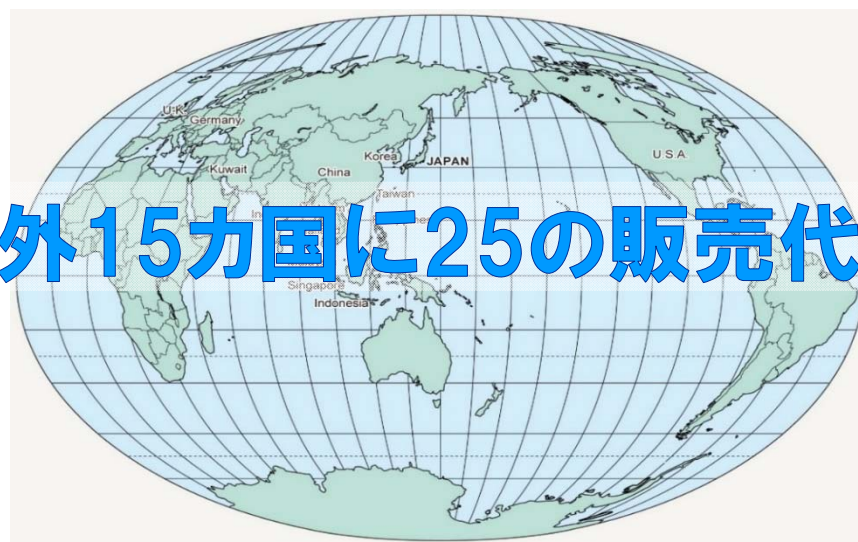 U.K.
Germany
Kuwait
China
Korea
JAPAN
U.S.A.
Taiwan
外15カ国に25の販売代
Singapore
Indonesia